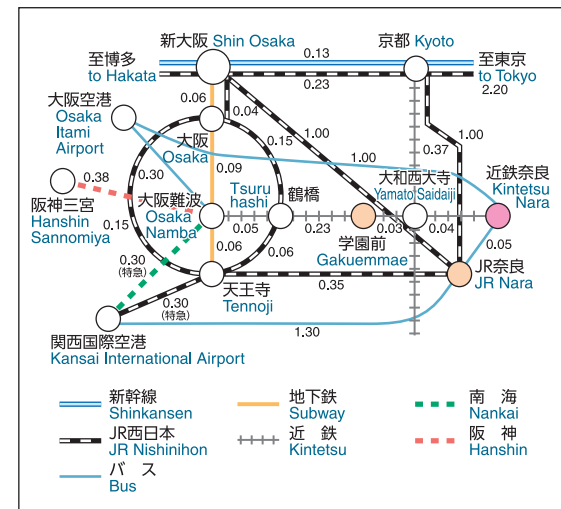 新大阪 Shin Osaka
京都 Kyoto
至博多
to Hakata
0.13
0.23
至東京
to Tokyo
2.20
大阪空港
Osaka
Itami
Airport
0.06
0.04
大阪
Osaka
0.15
1.00
0.37
1.00
0.30
0.09
1.00
0.38
阪神三宮
Hanshin
Sannomiya
大阪難波
Osaka
Namba
Tsuru
hashi
鶴橋
大和西大寺
Yamato Saidaiji
近鉄奈良
Kintetsu
Nara
0.15
0.05
0.23
0.03
0.04
0.05
学園前
Gakuemmae
0.06
0.06
0.30
(特急)
天王寺
Tennoji
0.35
JR奈良
JR Nara
0.30
(特急)
関西国際空港
Kansai International Airport
1.30
新幹線
Shinkansen
地下鉄
Subway
南 海
Nankai
JR西日本
JR Nishinihon
近 鉄
Kintetsu
阪 神
Hanshin
バ ス
Bus